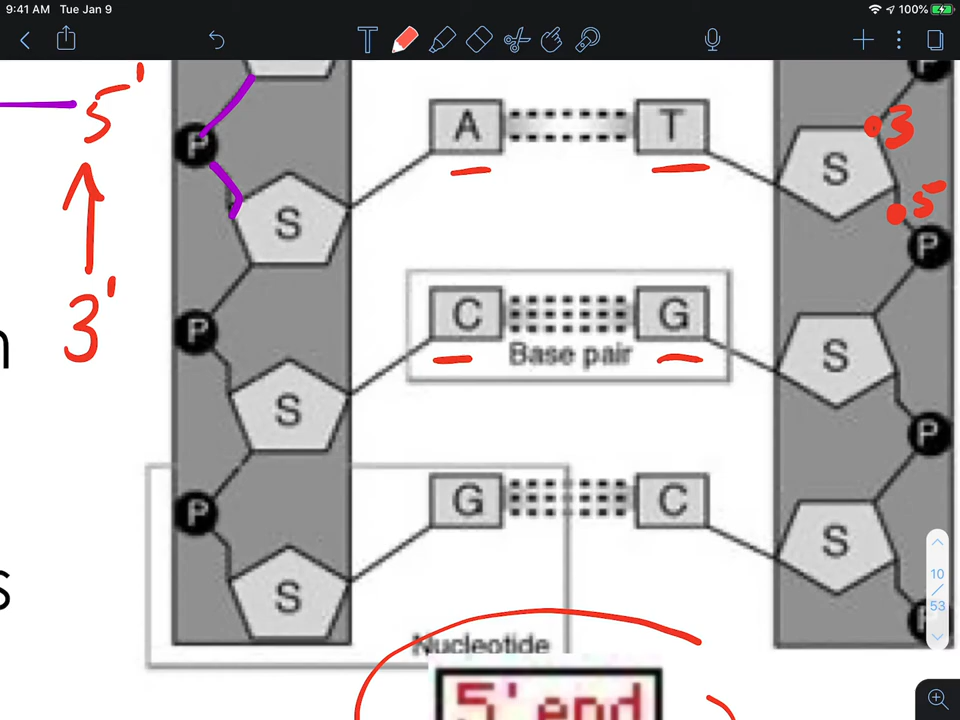 9:41 AM Tue Jan 9
100%
T
5'
3'
P
S
P
S
P
S
A
T
C
G
Base pair
G
C
Nucleotide
5' end
P
3
S
5
P
S
P
S
P
10
/
53
n
s